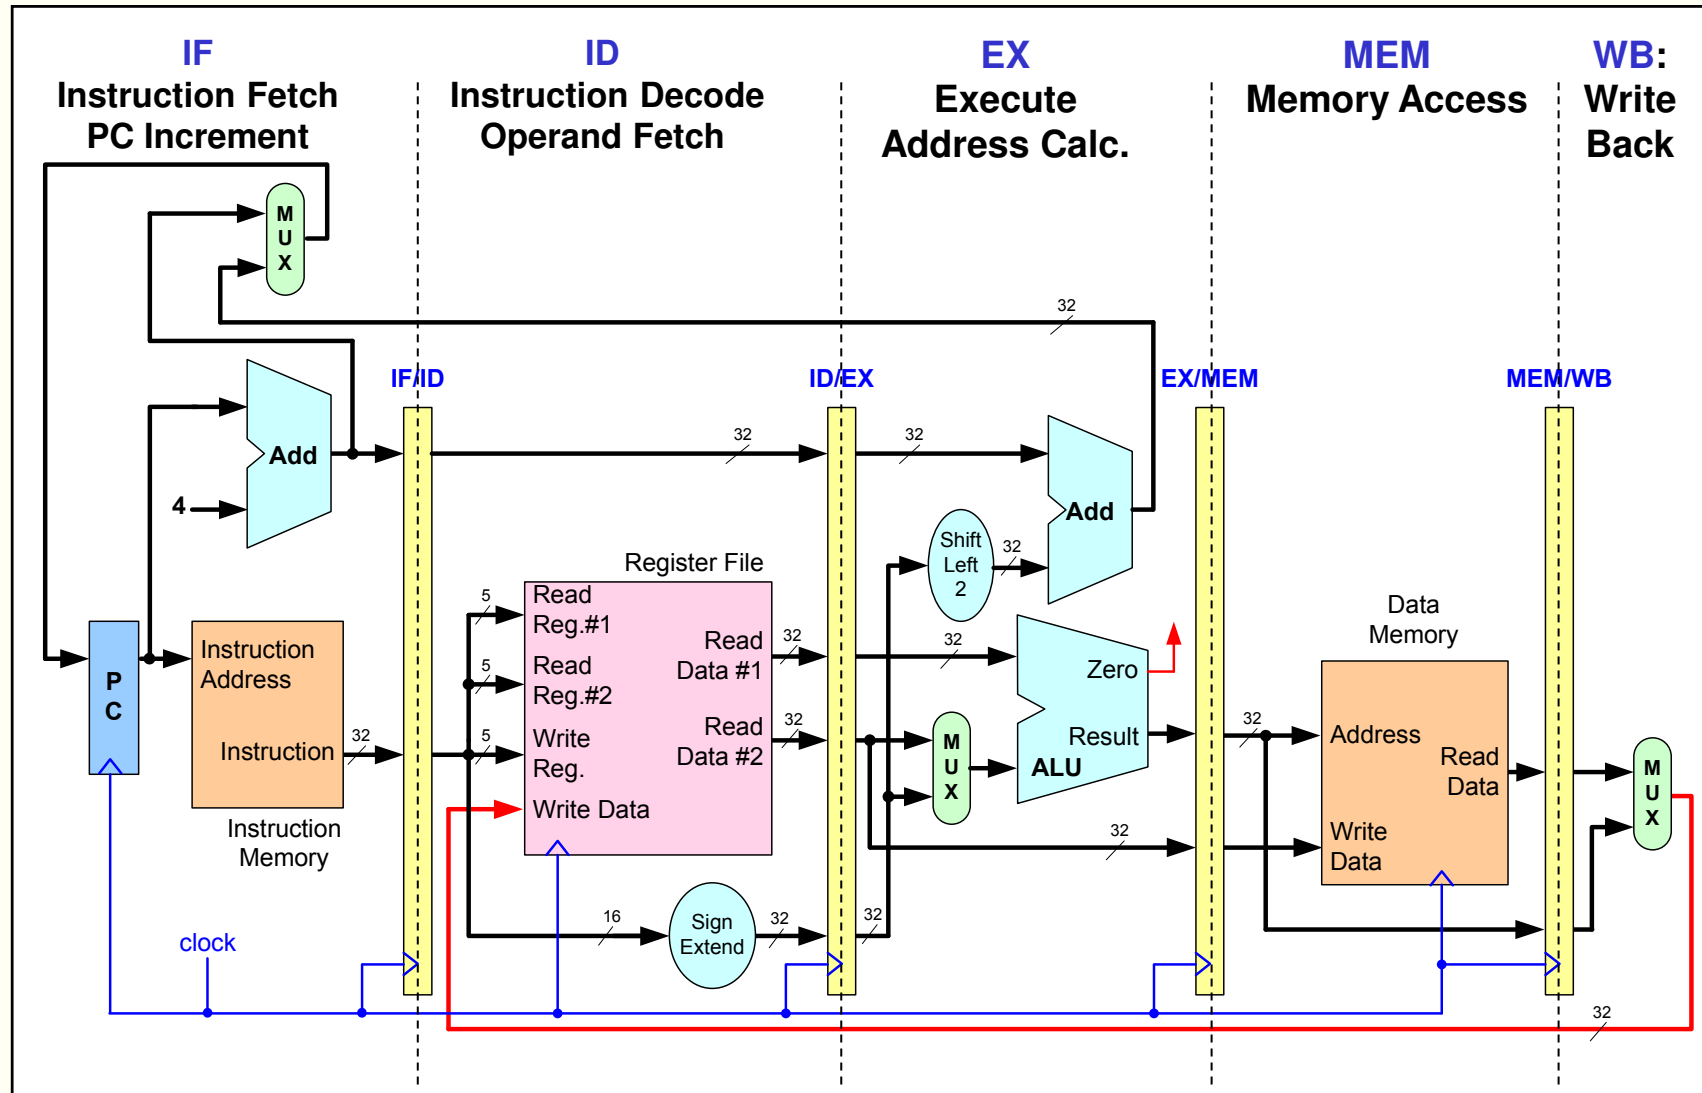 IF
Instruction Fetch
PC Increment
ID
Instruction Decode
Operand Fetch
EX
Execute
Address Calc.
MEM
Memory Access
WB:
Write
Back
M
U
X
32
IF/ID
ID/EX
EX/MEM
MEM/WB
Add
4
32
32
Add
Shift
Left
2
32
Register File
Read
Reg.#1
Read
Reg.#2
Write
Reg.
Write Data
Read
Data #1
Read
Data #2
5
5
5
32
32
P
C
Instruction
Address
Instruction
32
Instruction
Memory
32
Zero
Result
ALU
M
U
X
32
32
Data
Memory
Address
Read
Data
Write
Data
M
U
X
16
Sign
Extend
32
32
clock
32